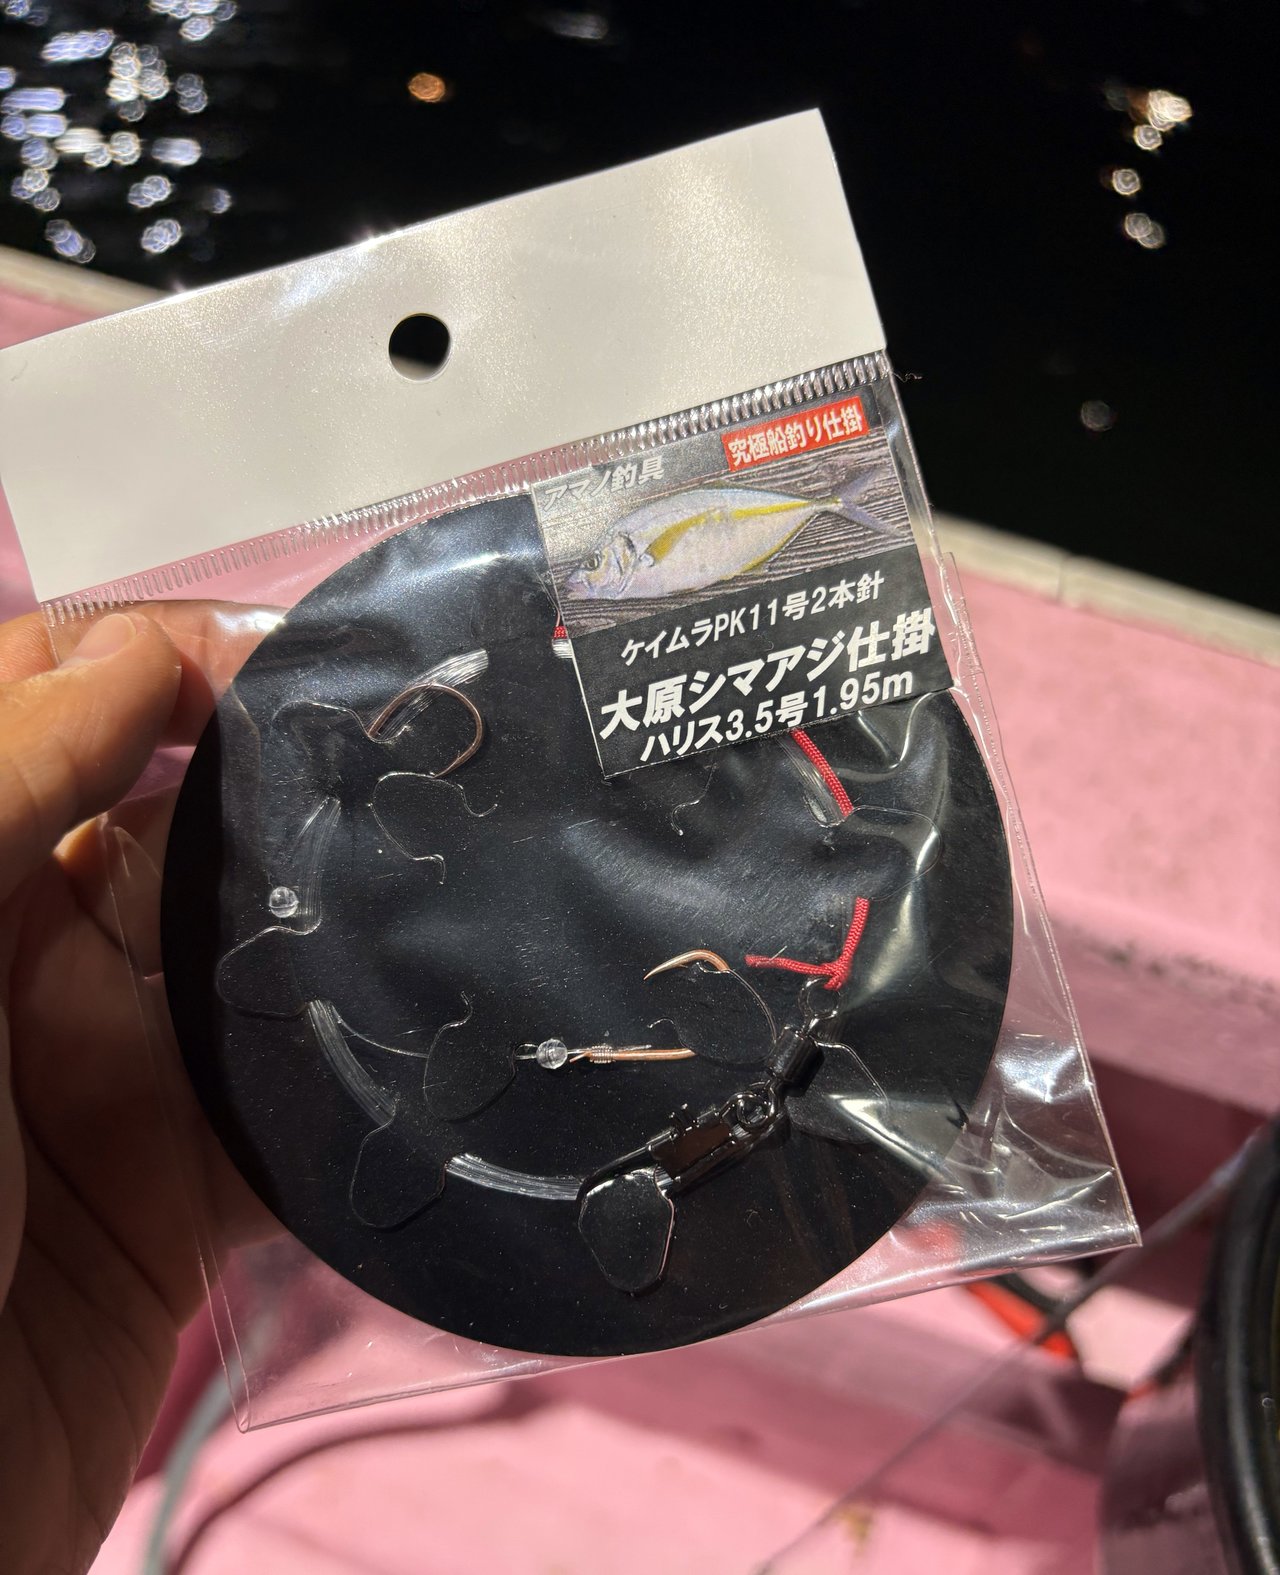 究極船釣り仕掛
アマノ釣具
ケイムラPK11号2本針
大原シマアジ仕掛
ハリス3.5号1.95m